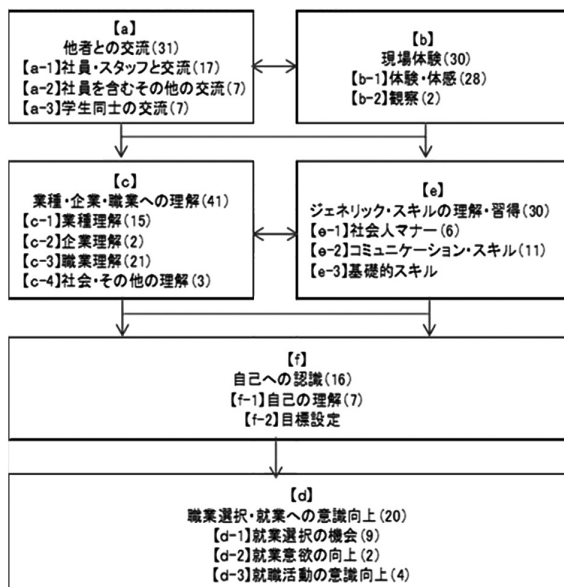 【a】
他者との交流(31)
【a-1】社員・スタッフと交流(17)
【a-2】社員を含むその他の交流(7)
【a-3】学生同士の交流(7)
【b】
現場体験(30)
【b-1】体験・体感(28)
【b-2】観察(2)
【c】
業種・企業・職業への理解(41)
【c-1】業種理解(15)
【c-2】企業理解(2)
【c-3】職業理解(21)
【c-4】社会・その他の理解(3)
【e】
ジェネリック・スキルの理解・習得(30)
【e-1】社会人マナー(6)
【e-2】コミュニケーション・スキル(11)
【e-3】基礎的スキル
【f】
自己への認識(16)
【f-1】自己の理解(7)
【f-2】目標設定
【d】
職業選択・就業への意識向上(20)
【d-1】就業選択の機会(9)
【d-2】就業意欲の向上(2)
【d-3】就職活動の意識向上(4)